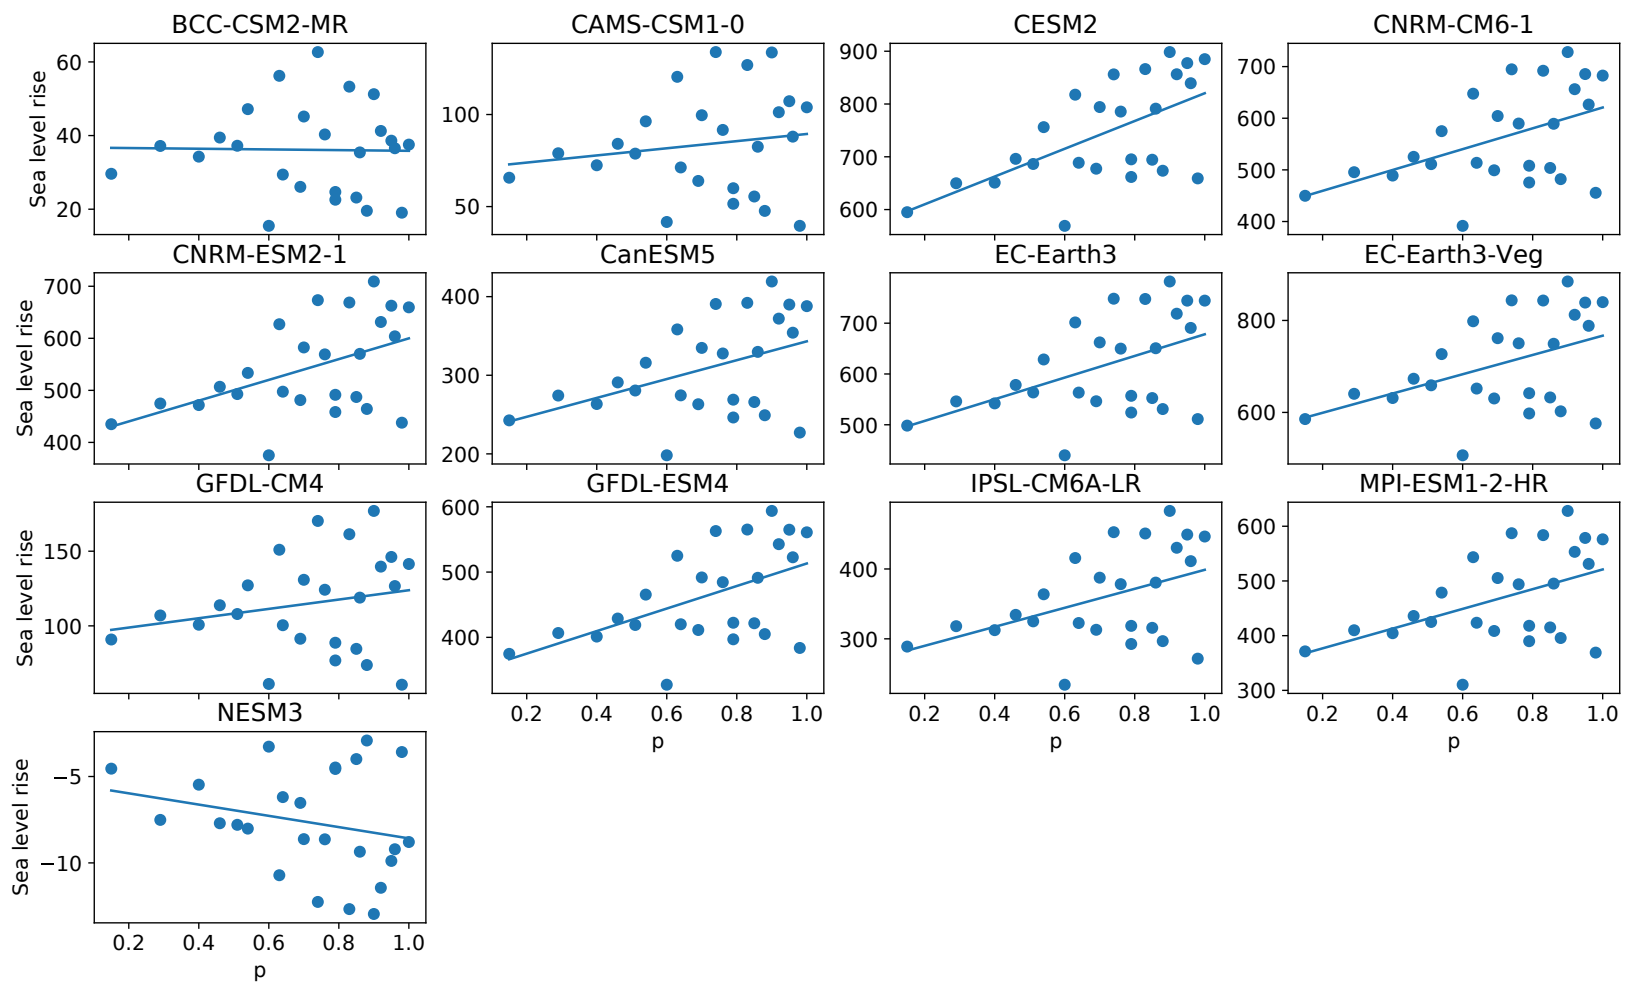 BCC-CSM2-MR
CAMS-CSM1-0
CESM2
CNRM-CM6-1
60
40
20
Sea level rise
100
50
900
800
700
600
700
600
500
400
CNRM-ESM2-1
CanESM5
EC-Earth3
EC-Earth3-Veg
700
600
500
400
Sea level rise
400
300
200
700
600
500
800
600
GFDL-CM4
GFDL-ESM4
IPSL-CM6A-LR
MPI-ESM1-2-HR
150
100
Sea level rise
600
500
400
400
300
600
500
400
300
0.2 0.4 0.6 0.8 1.0
p
0.2 0.4 0.6 0.8 1.0
p
0.2 0.4 0.6 0.8 1.0
p
NESM3
−5
−10
Sea level rise
0.2 0.4 0.6 0.8 1.0
p